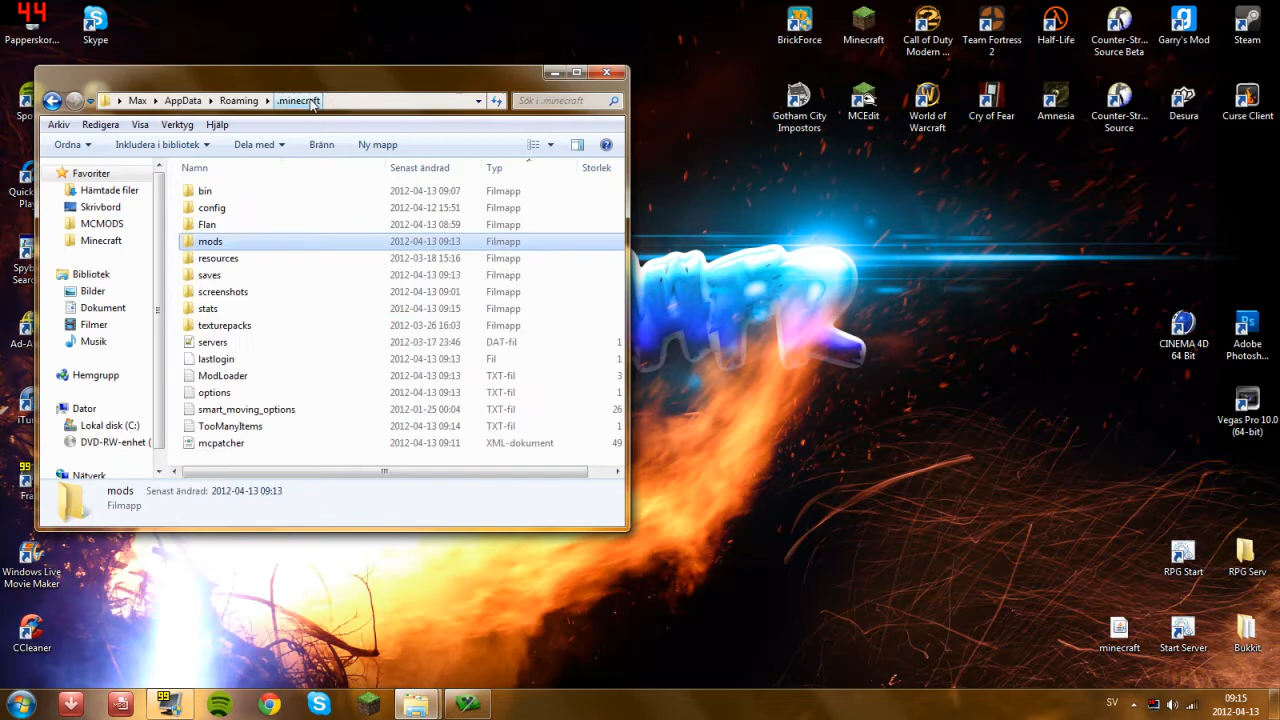 44
Papperskor...
Skype
BrickForce
Minecraft
Call of Duty
Modern ...
Team Fortress
2
Half-Life
Counter-Str...
Source Beta
Garry's Mod
Steam
Max
AppData
Roaming
.minecraft
Sök i .minecraft
Gotham City
Impostors
MCEdit
World of
Warcraft
Cry of Fear
Amnesia
Counter-Str...
Source
Desura
Curse Client
Arkiv Redigera Visa Verktyg Hjälp
Ordna Inkludera i bibliotek Dela med Bränn Ny mapp
Namn Senast ändrad Typ Storlek
bin 2012-04-13 09:07 Filmapp
config 2012-04-12 15:51 Filmapp
Flan 2012-04-13 08:59 Filmapp
mods 2012-04-13 09:13 Filmapp
resources 2012-03-18 15:16 Filmapp
saves 2012-04-13 09:13 Filmapp
screenshots 2012-04-13 09:01 Filmapp
stats 2012-04-13 09:15 Filmapp
texturepacks 2012-03-26 16:03 Filmapp
servers 2012-03-17 23:46 DAT-fil 1
lastlogin 2012-04-13 09:13 Fil 1
ModLoader 2012-04-13 09:13 TXT-fil 3
options 2012-04-13 09:13 TXT-fil 1
smart_moving_options 2012-01-25 00:04 TXT-fil 26
TooManyItems 2012-04-13 09:14 TXT-fil 1
mcpatcher 2012-04-13 09:11 XML-dokument 49
Favoriter
Hämtade filer
Skrivbord
MCMODS
Minecraft
Bibliotek
Bilder
Dokument
Filmer
Musik
Hemgrupp
Dator
Lokal disk (C:)
DVD-RW-enhet (
Nätverk
mods Senast ändrad: 2012-04-13 09:13
Filmapp
Spo
Quick
Play
Spyb
Ad-A
iTu
99
Fra
CINEMA 4D
64 Bit
Adobe
Photosh...
Vegas Pro 10.0
(64-bit)
Windows Live
Movie Maker
RPG Start
RPG Serv
CCleaner
minecraft
Start Server
Bukkit
99
SV
09:15
2012-04-13